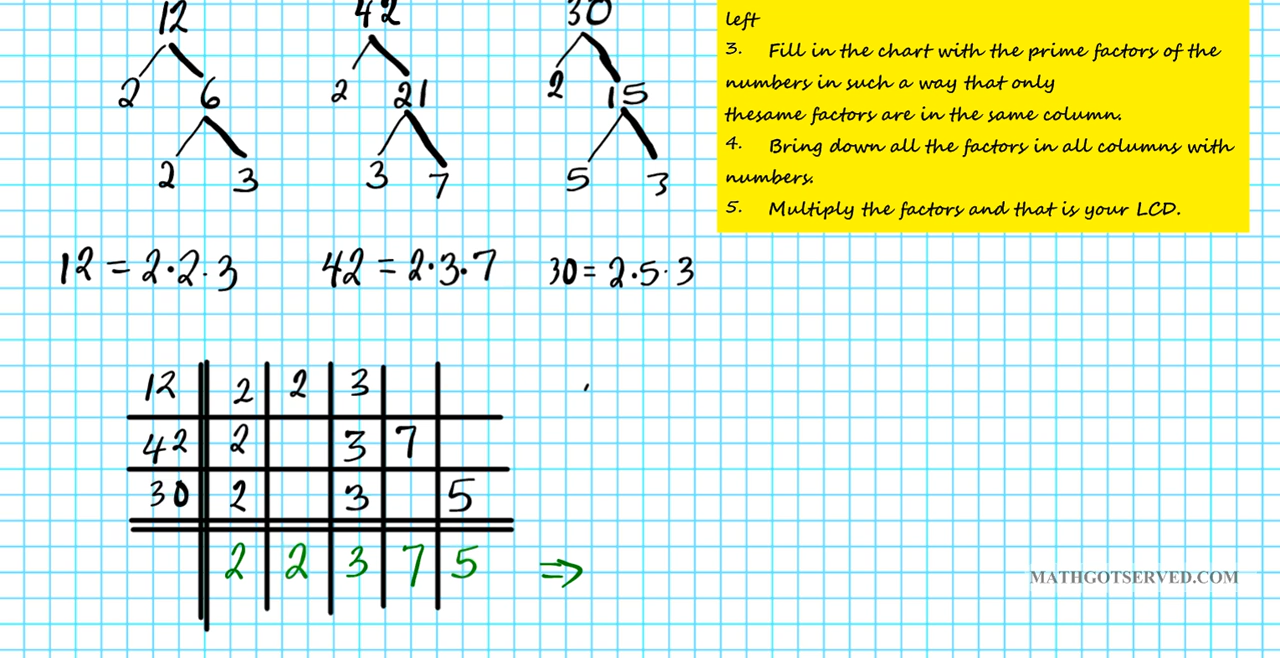 12 42 30
2 6 2 21 2 15
2 3 3 7 5 3
12 = 2·2·3 42 = 2·3·7 30 = 2·5·3
12 2 2 3
42 2 3 7
30 2 3 5
2 2 3 7 5 ⇒
left
3. Fill in the chart with the prime factors of the
numbers in such a way that only
thesame factors are in the same column.
4. Bring down all the factors in all columns with
numbers.
5. Multiply the factors and that is your LCD.
MATHGOTSERVED.COM